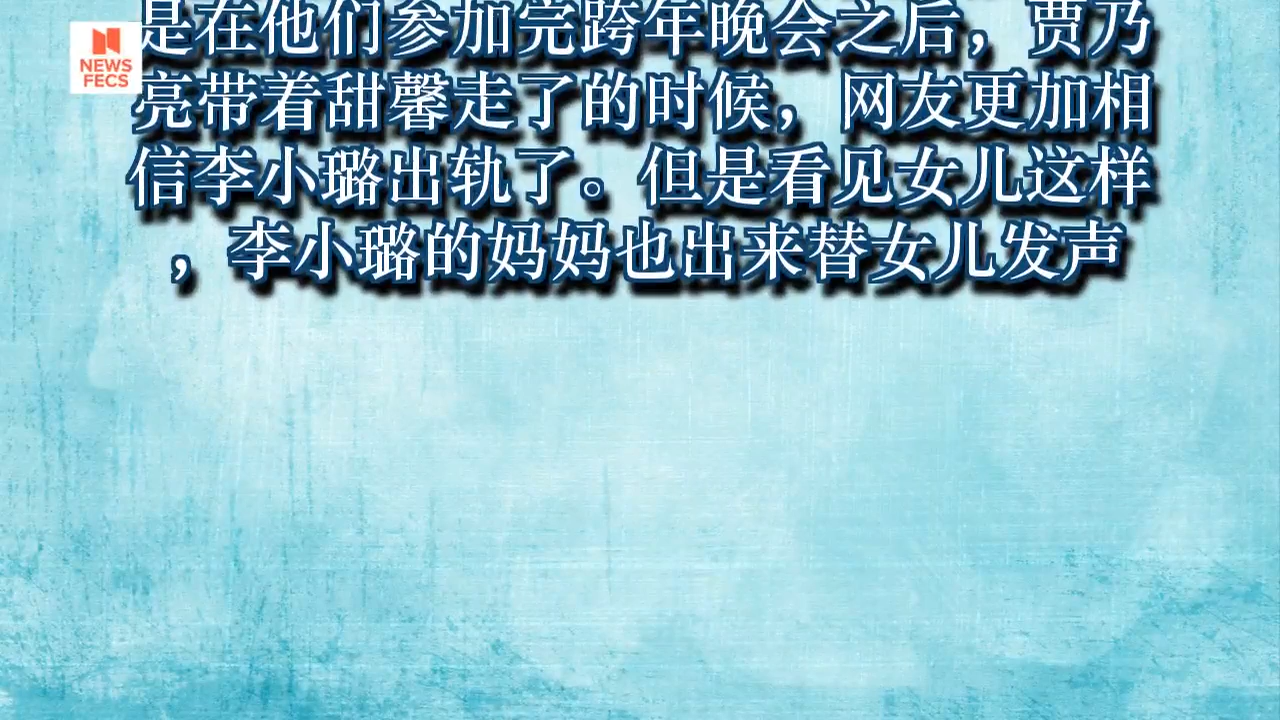 是在他们参加完跨年晚会之后，贾乃
NEWS
FECS
亮带着甜馨走了的时候，网友更加相
信李小璐出轨了。但是看见女儿这样
，李小璐的妈妈也出来替女儿发声